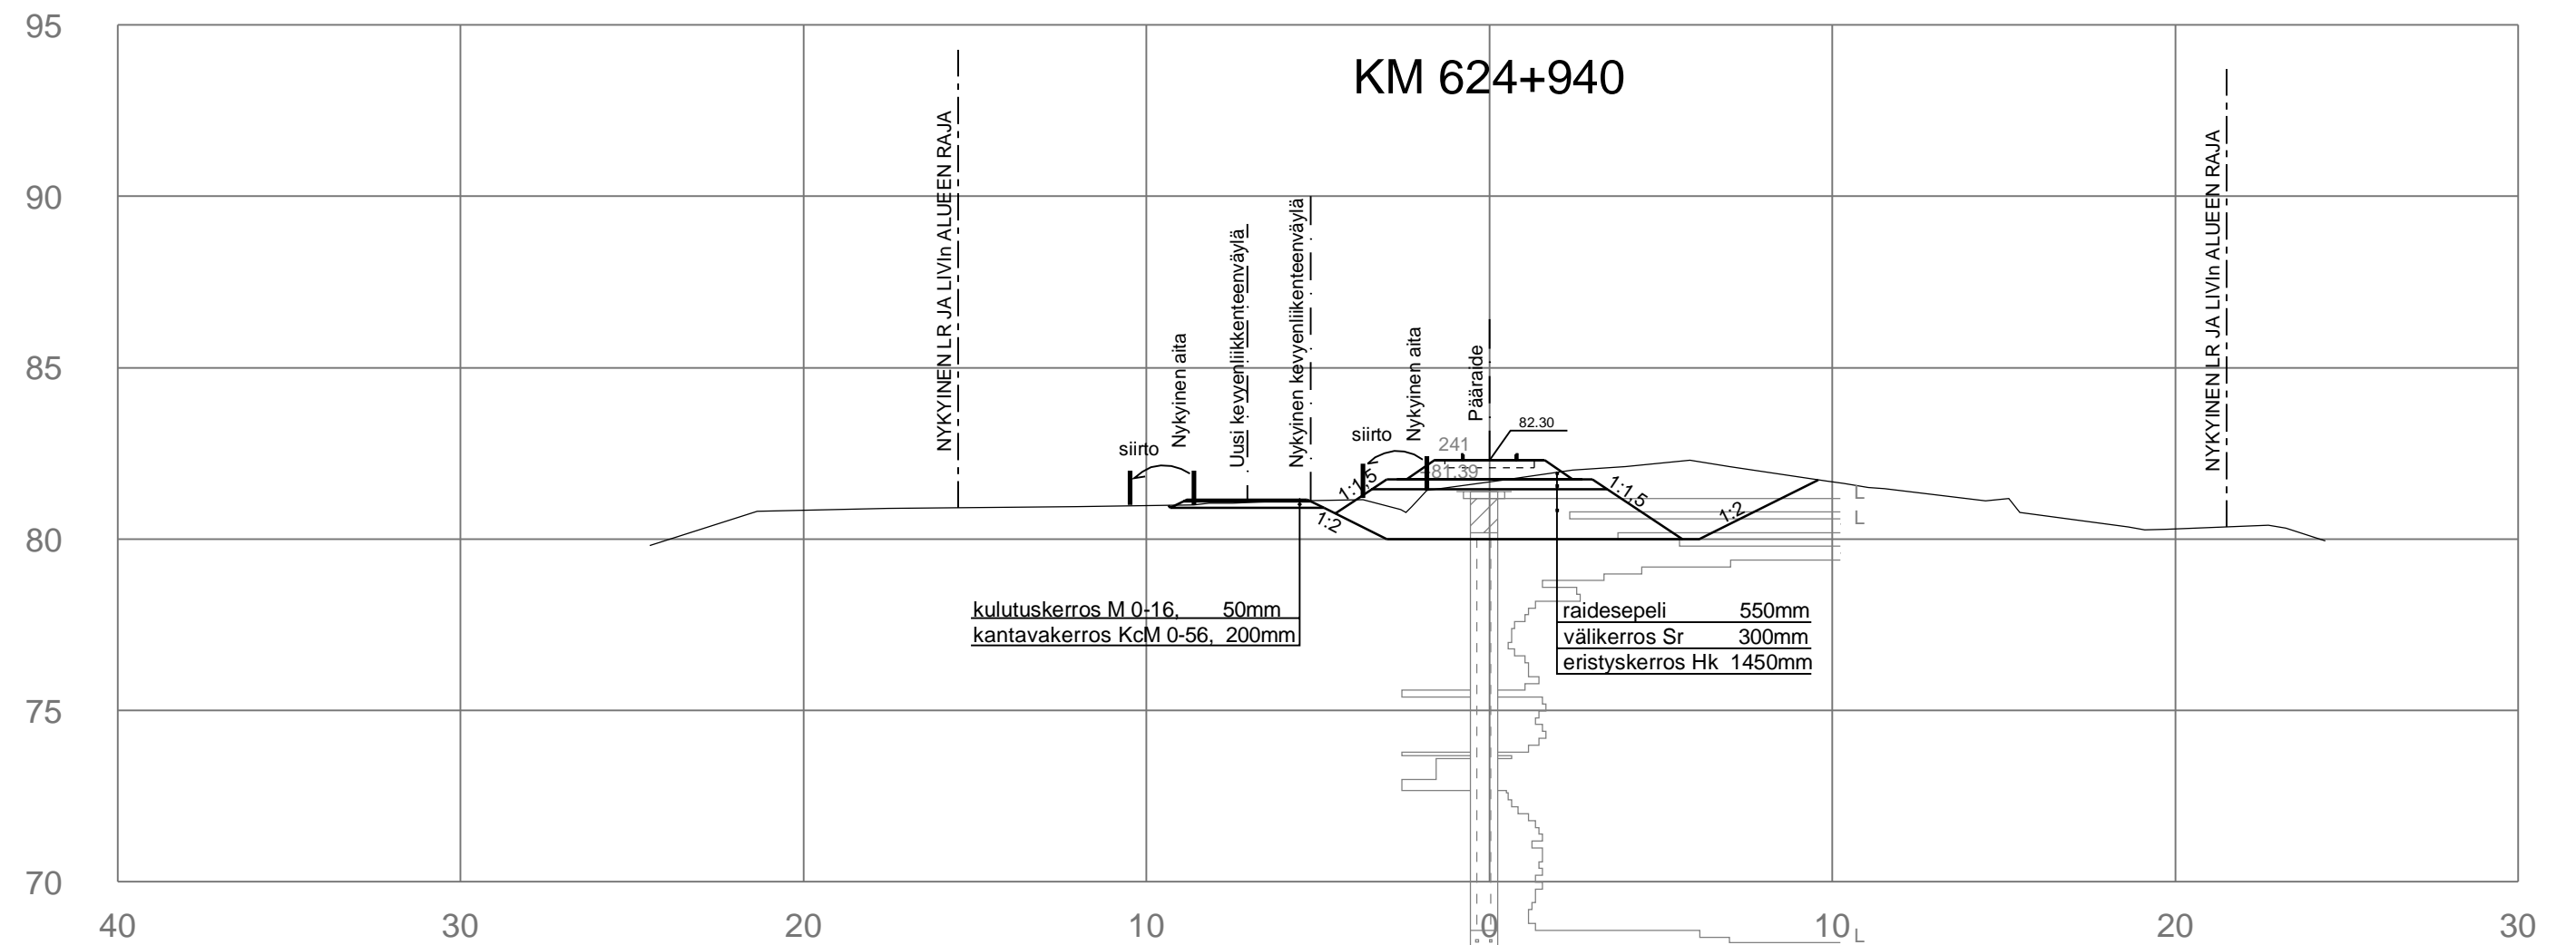 95
KM 624+940
90
85
80
75
70
NYKYINEN LR JA LIVIn ALUEEN RAJA
siirto
Nykyinen aita
Uusi kevyenliikkenteenväylä
Nykyinen kevyenliikenteenväylä
siirto
Nykyinen aita
Pääraide
241
81.39
82.30
NYKYINEN LR JA LIVIn ALUEEN RAJA
1:1,5
1:2
1:1,5
1:2
L
L
kulutuskerros M 0-16, 50mm
kantavakerros KcM 0-56, 200mm
raidesepeli 550mm
välikerros Sr 300mm
eristyskerros Hk 1450mm
L
40 30 20 10 0 10 20 30